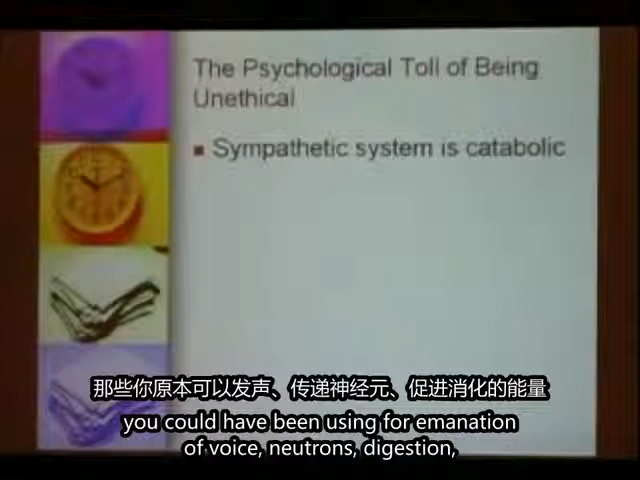 The Psychological Toll of Being
Unethical
Sympathetic system is catabolic
那些你原本可以发声、传递神经元、促进消化的能量
you could have been using for emanation
of voice, neutrons, digestion,